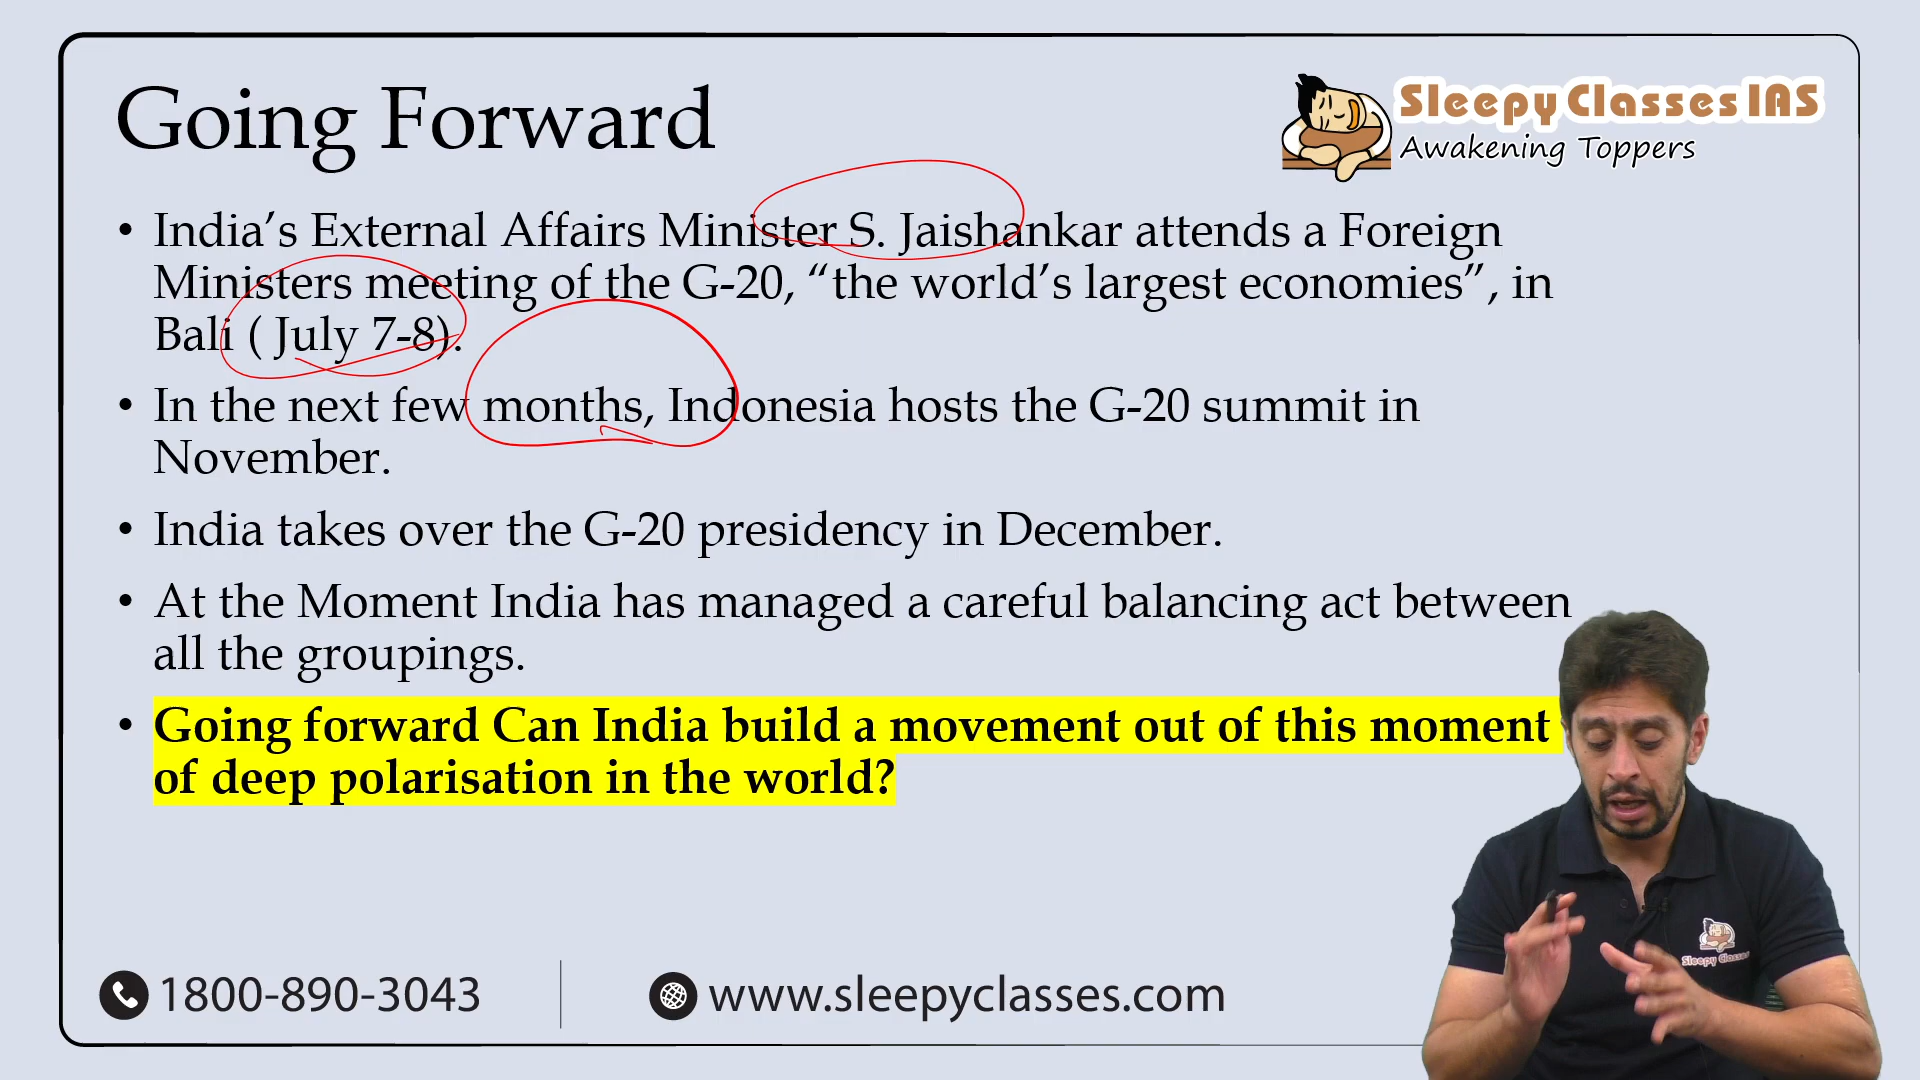 Going Forward
Sleepy Classes IAS
Awakening Toppers
• India’s External Affairs Minister S. Jaishankar attends a Foreign
Ministers meeting of the G-20, “the world’s largest economies”, in
Bali ( July 7-8).
• In the next few months, Indonesia hosts the G-20 summit in
November.
• India takes over the G-20 presidency in December.
• At the Moment India has managed a careful balancing act between
all the groupings.
• Going forward Can India build a movement out of this moment
of deep polarisation in the world?
Sleepy Classes
1800-890-3043
www.sleepyclasses.com